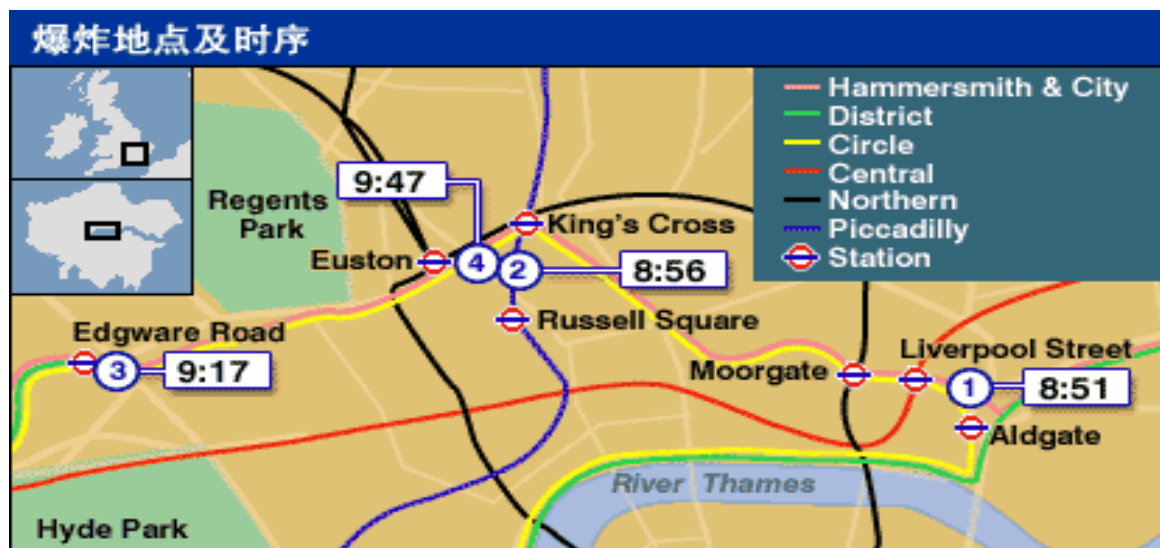 爆炸地点及时序
Hammersmith & City
District
Circle
Central
Northern
Piccadilly
Station
9:47
Regents
Park
King's Cross
Euston
4
2
8:56
Russell Square
Edgware Road
3
9:17
Liverpool Street
Moorgate
1
8:51
Aldgate
River Thames
Hyde Park